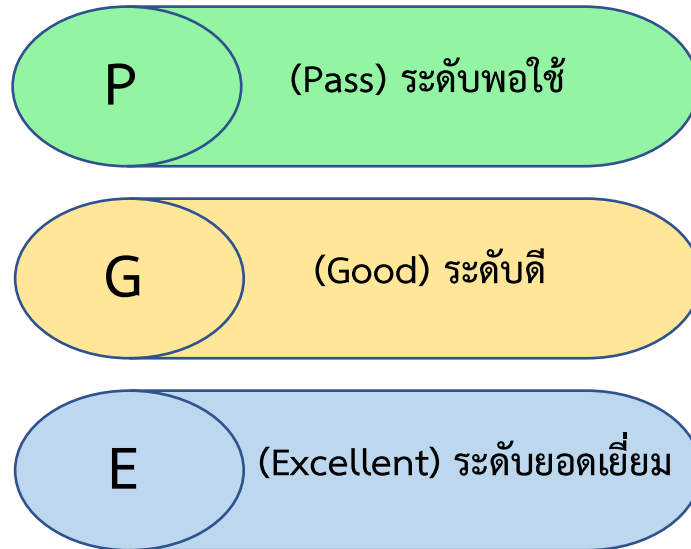 P
(Pass) ระดับพอใช้
G
(Good) ระดับดี
E
(Excellent) ระดับยอดเยี่ยม